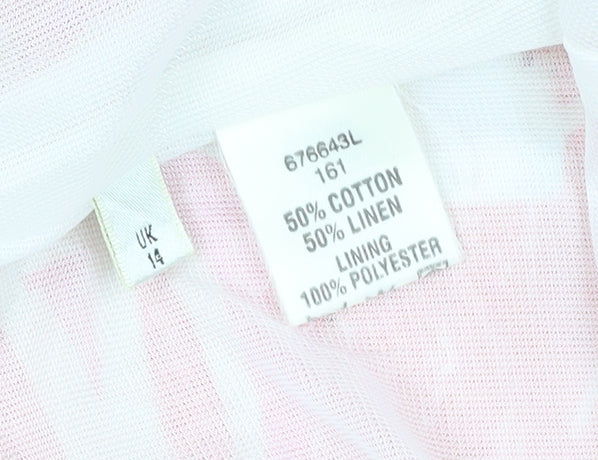 676643L
161
50% COTTON
50% LINEN
LINING
100% POLYESTER
UK
14